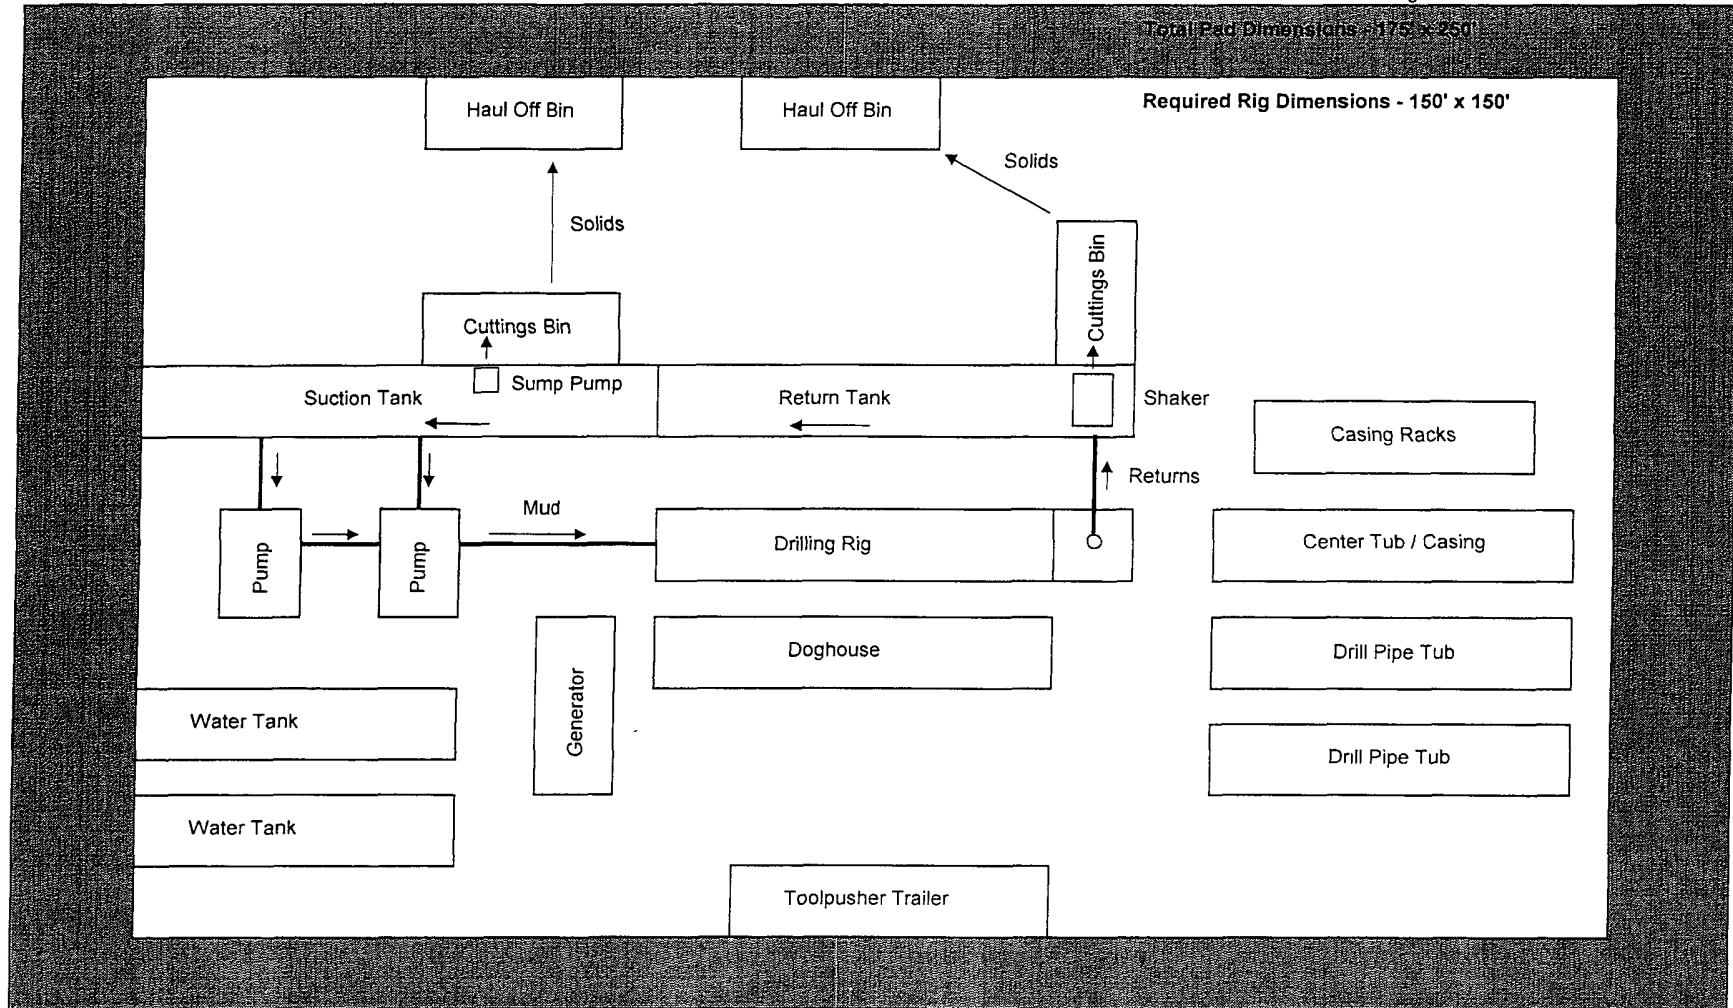 Total Pad Dimensions - 175' x 250'
Required Rig Dimensions - 150' x 150'
Haul Off Bin
Haul Off Bin
Solids
Solids
Cuttings Bin
Cuttings Bin
Suction Tank
Sump Pump
Return Tank
Shaker
Casing Racks
Returns
Mud
Pump
Pump
Drilling Rig
Center Tub / Casing
Generator
Doghouse
Drill Pipe Tub
Water Tank
Drill Pipe Tub
Water Tank
Toolpusher Trailer